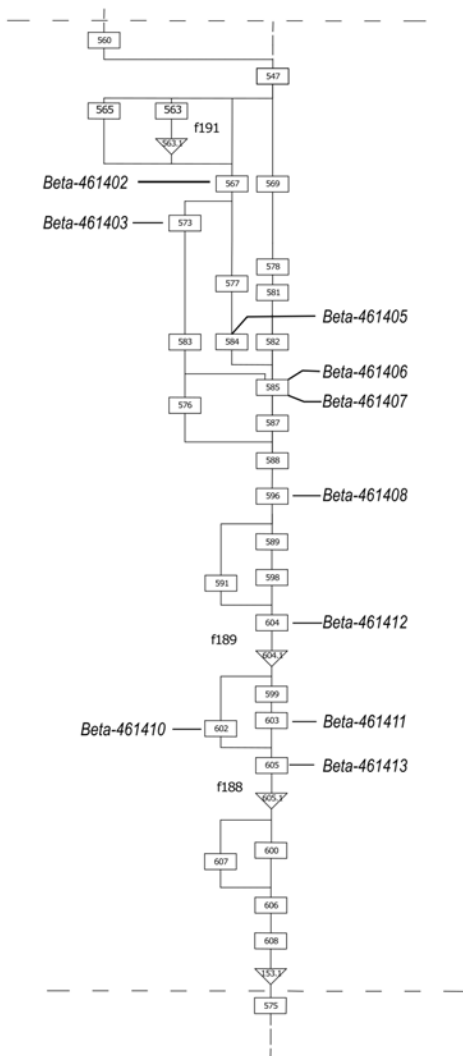 560
547
565 563
f191
563.1
Beta-461402 567 569
Beta-461403 573
578
577
581
Beta-461405
583 584 582
Beta-461406
585
Beta-461407
576
587
588
596 Beta-461408
589
598
591
604 Beta-461412
f189
604.1
599
603 Beta-461411
Beta-461410 602
605 Beta-461413
f188
605.1
600
607
606
608
153.1
575